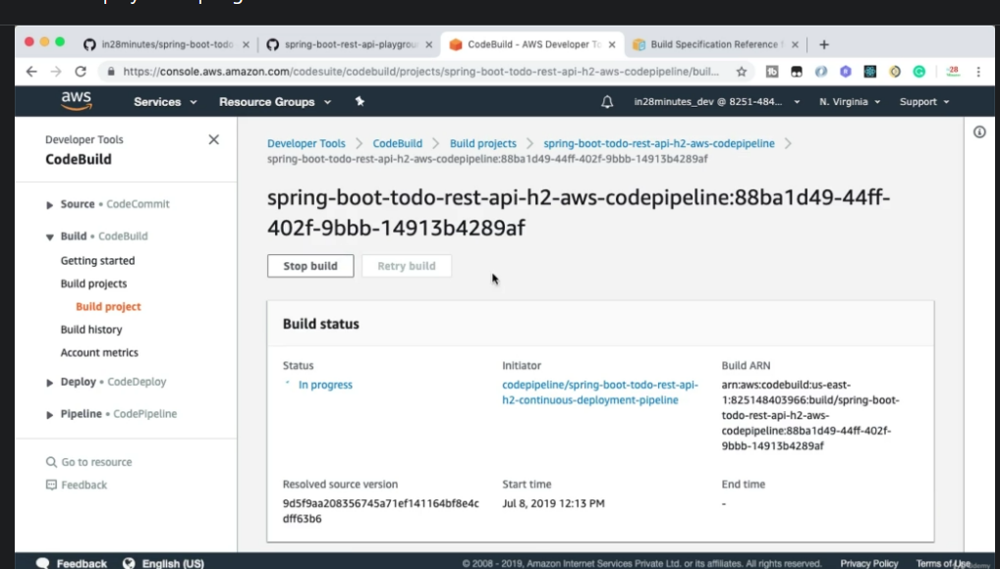 in28minutes/spring-boot-todo
spring-boot-rest-api-playgrou
CodeBuild - AWS Developer To
Build Specification Reference f
https://console.aws.amazon.com/codesuite/codebuild/projects/spring-boot-todo-rest-api-h2-aws-codepipeline/buil...
aws
Services
Resource Groups
in28minutes_dev @ 8251-484...
N. Virginia
Support
Developer Tools
CodeBuild
Source • CodeCommit
Build • CodeBuild
Getting started
Build projects
Build project
Build history
Account metrics
Deploy • CodeDeploy
Pipeline • CodePipeline
Go to resource
Feedback
Developer Tools
CodeBuild
Build projects
spring-boot-todo-rest-api-h2-aws-codepipeline
spring-boot-todo-rest-api-h2-aws-codepipeline:88ba1d49-44ff-402f-9bbb-14913b4289af
spring-boot-todo-rest-api-h2-aws-codepipeline:88ba1d49-44ff-
402f-9bbb-14913b4289af
Stop build
Retry build
Build status
Status
In progress
Initiator
codepipeline/spring-boot-todo-rest-api-
h2-continuous-deployment-pipeline
Build ARN
arn:aws:codebuild:us-east-
1:825148403966:build/spring-boot-
todo-rest-api-h2-aws-
codepipeline:88ba1d49-44ff-402f-
9bbb-14913b4289af
Resolved source version
9d5f9aa208356745a71ef141164bf8e4c
dff63b6
Start time
Jul 8, 2019 12:13 PM
End time
-
Feedback
English (US)
© 2008 - 2019, Amazon Internet Services Private Ltd. or its affiliates. All rights reserved.
Privacy Policy
Terms of Use